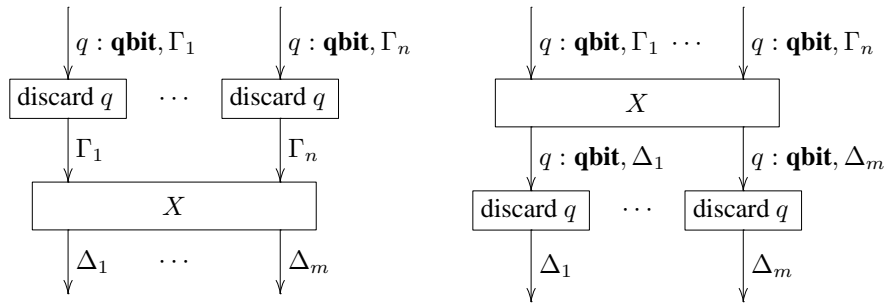 q : qbit, Γ₁ q : qbit, Γₙ
discard q ⋯ discard q
Γ₁ Γₙ
X
Δ₁ ⋯ Δₘ
q : qbit, Γ₁ ⋯ q : qbit, Γₙ
X
q : qbit, Δ₁ q : qbit, Δₘ
discard q ⋯ discard q
Δ₁ Δₘ